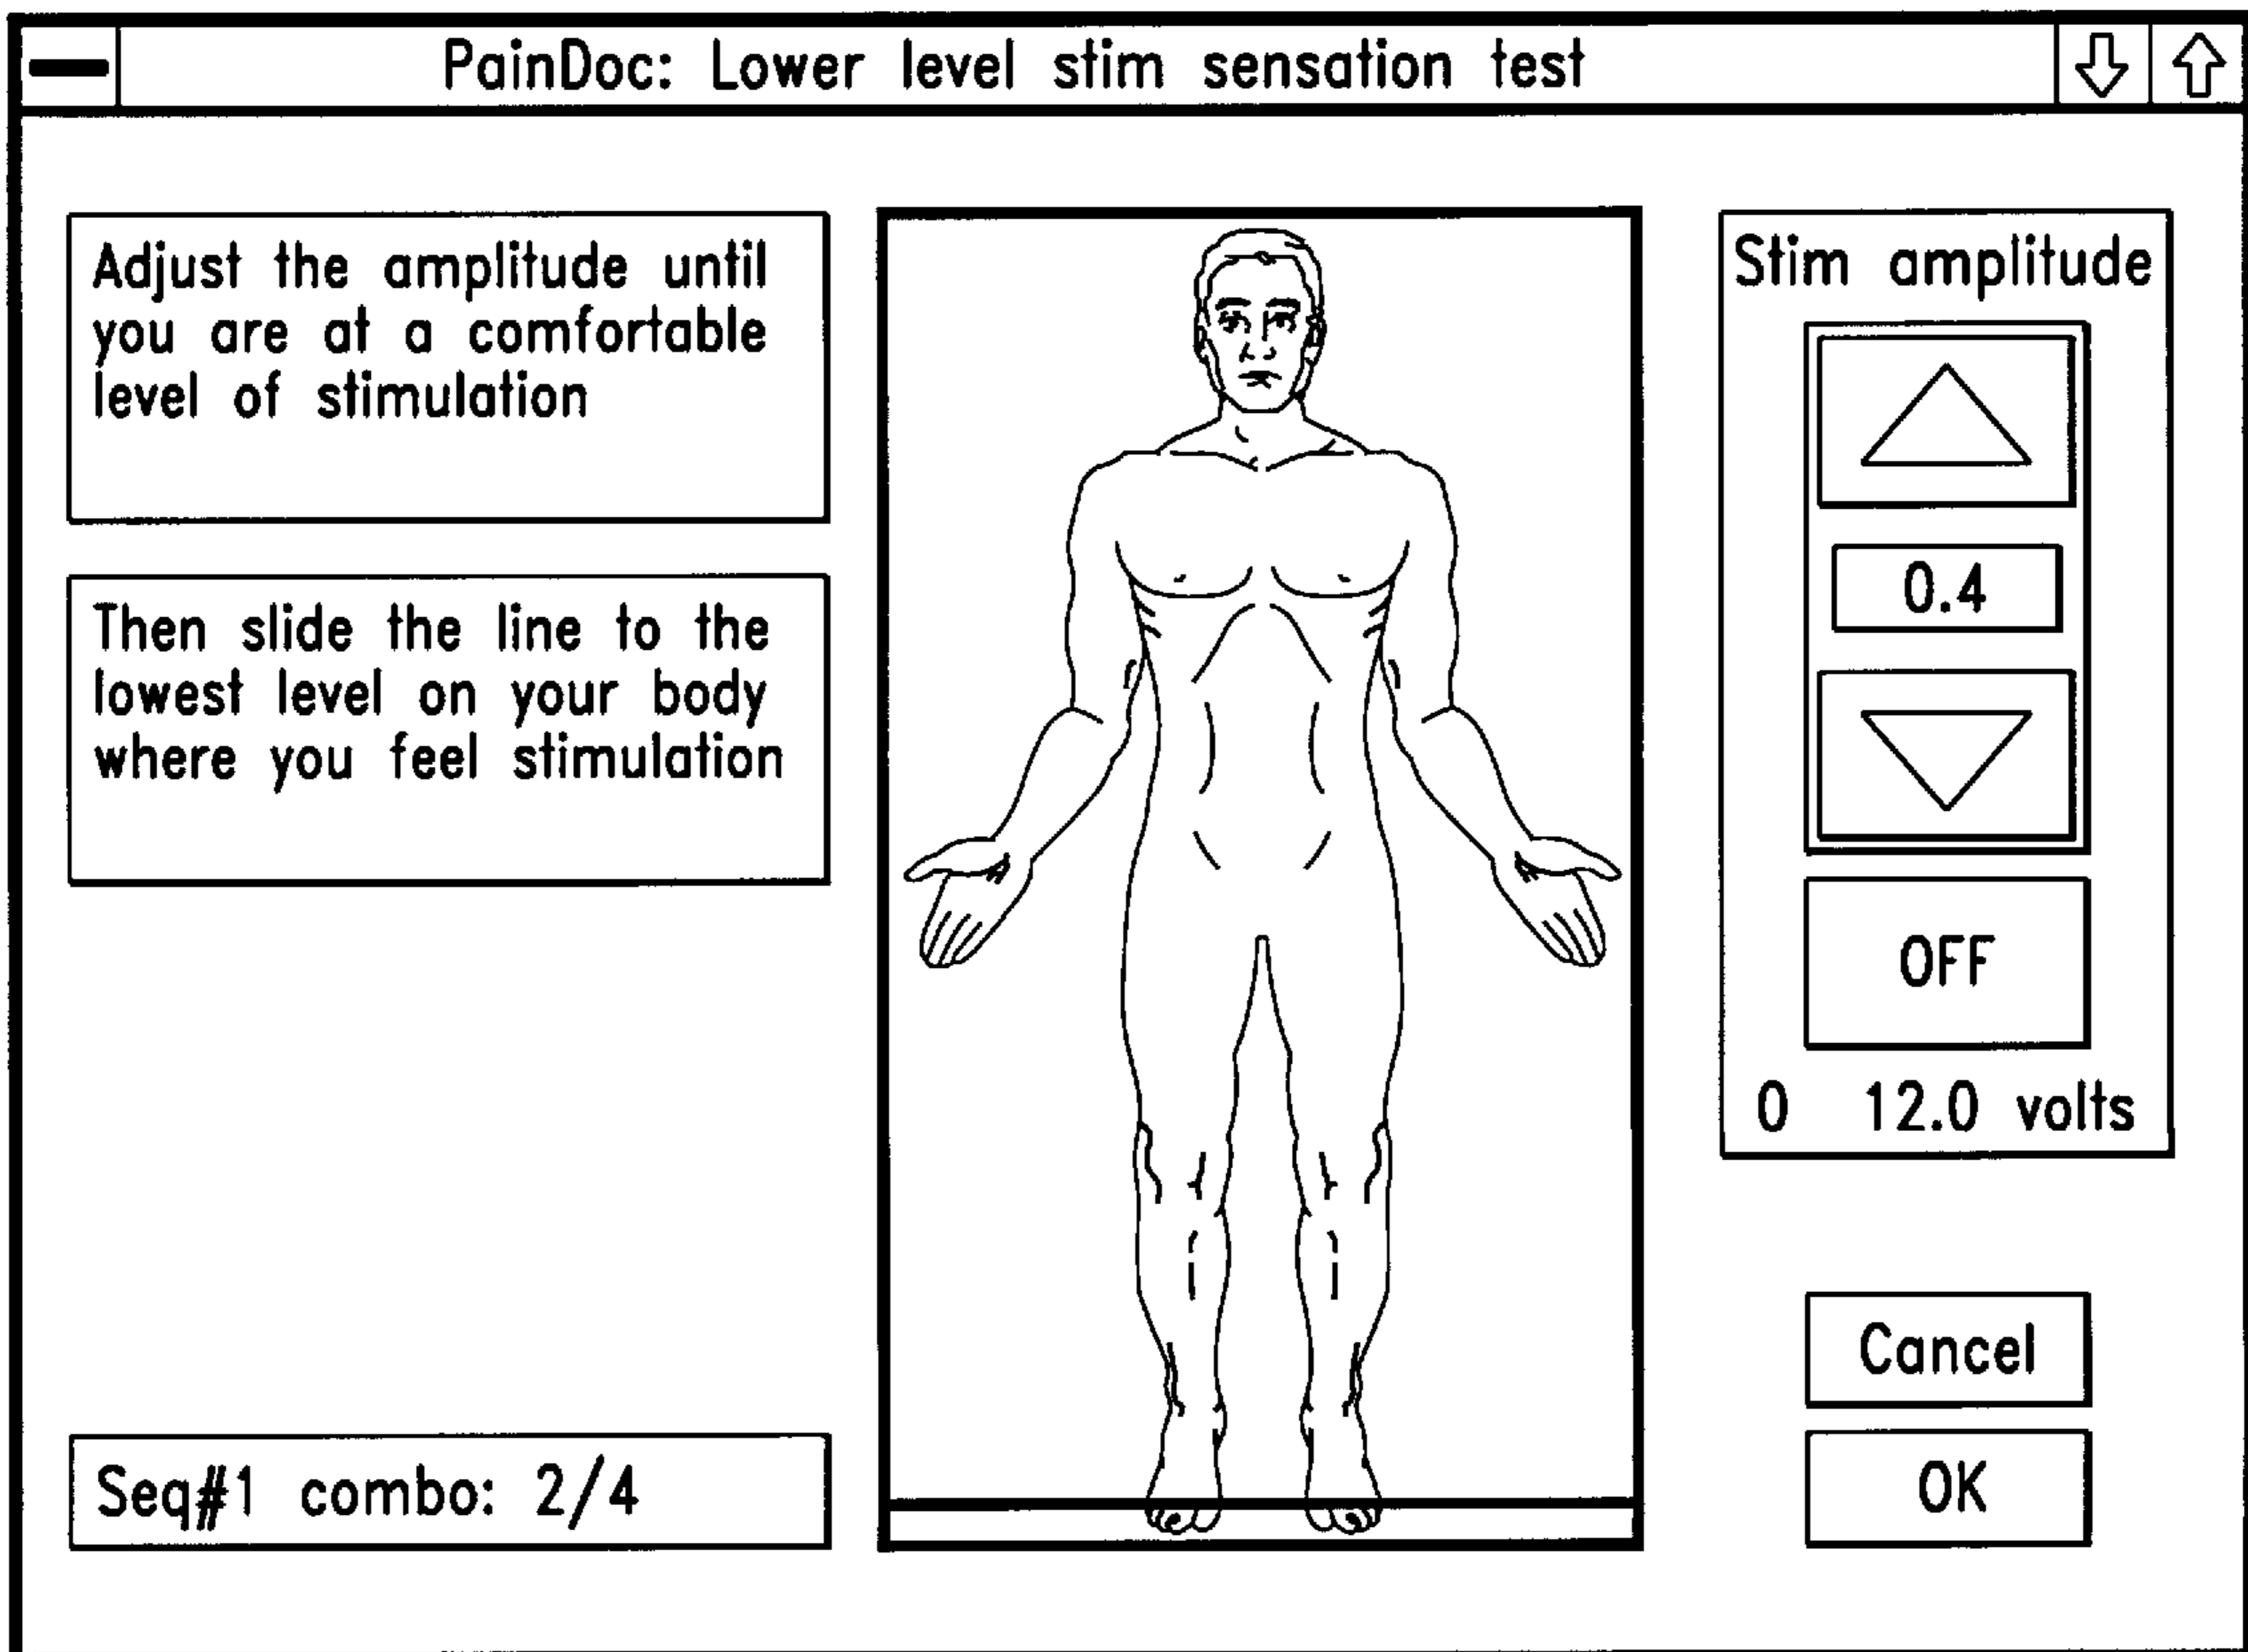 PainDoc: Lower level stim sensation test
Adjust the amplitude until
you are at a comfortable
level of stimulation
Then slide the line to the
lowest level on your body
where you feel stimulation
Seq#1 combo: 2/4
Stim amplitude
0.4
OFF
0 12.0 volts
Cancel
OK